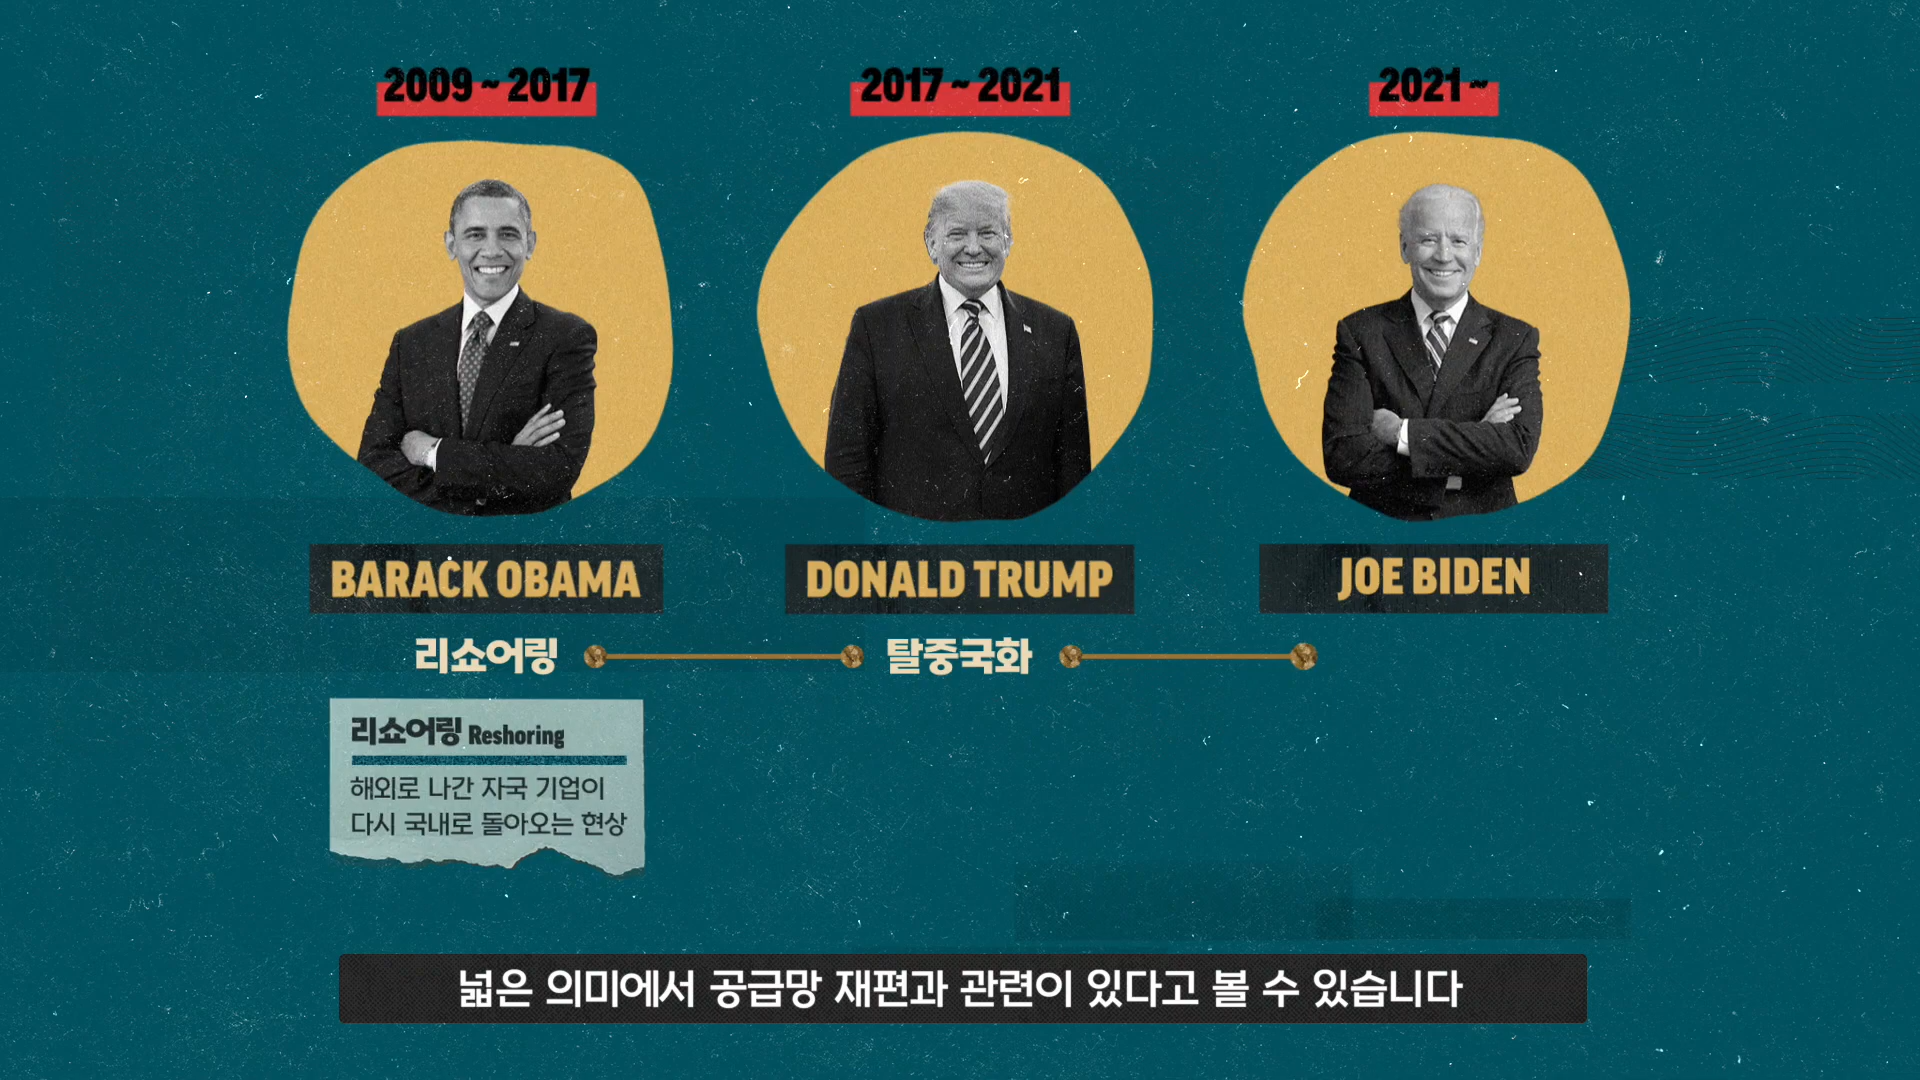 2009 ~ 2017
2017 ~ 2021
2021 ~
BARACK OBAMA
DONALD TRUMP
JOE BIDEN
리쇼어링
탈중국화
리쇼어링 Reshoring
해외로 나간 자국 기업이
다시 국내로 돌아오는 현상
넓은 의미에서 공급망 재편과 관련이 있다고 볼 수 있습니다